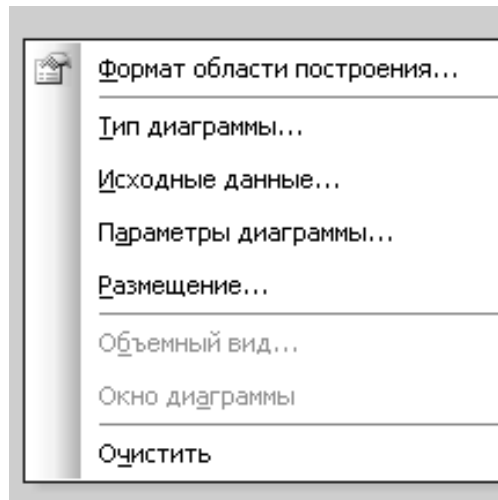 Формат области построения...
Тип диаграммы...
Исходные данные...
Параметры диаграммы...
Размещение...
Объемный вид...
Окно диаграммы
Очистить